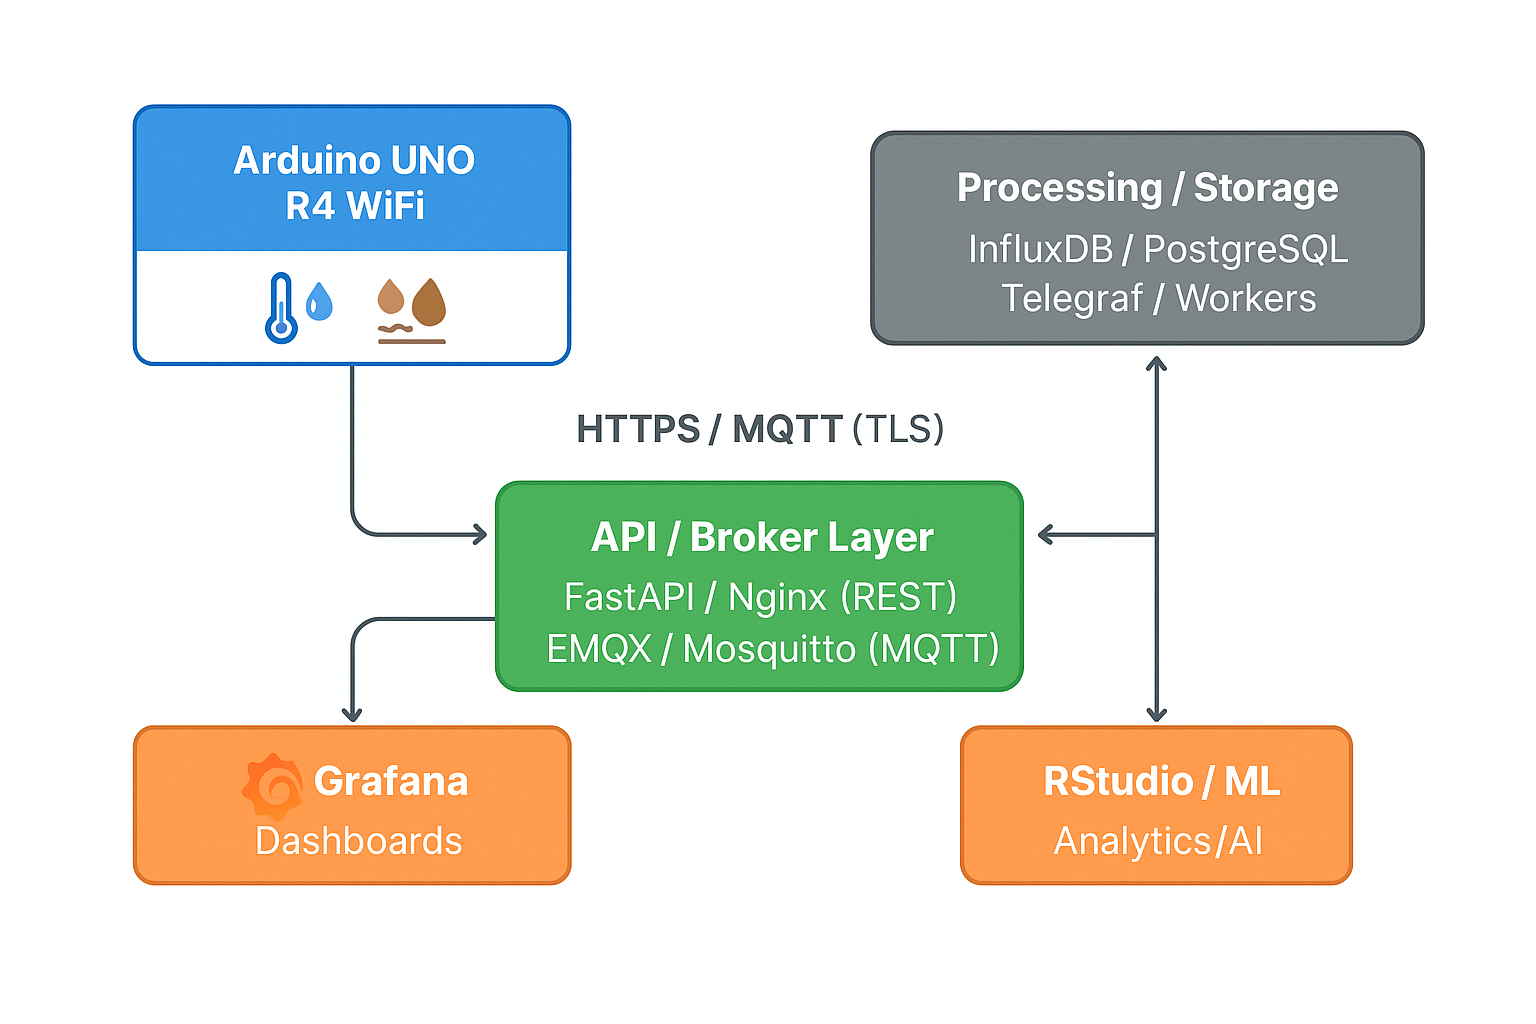 Arduino UNO
R4 WiFi
Processing / Storage
InfluxDB / PostgreSQL
Telegraf / Workers
HTTPS / MQTT (TLS)
API / Broker Layer
FastAPI / Nginx (REST)
EMQX / Mosquitto (MQTT)
Grafana
Dashboards
RStudio / ML
Analytics/AI